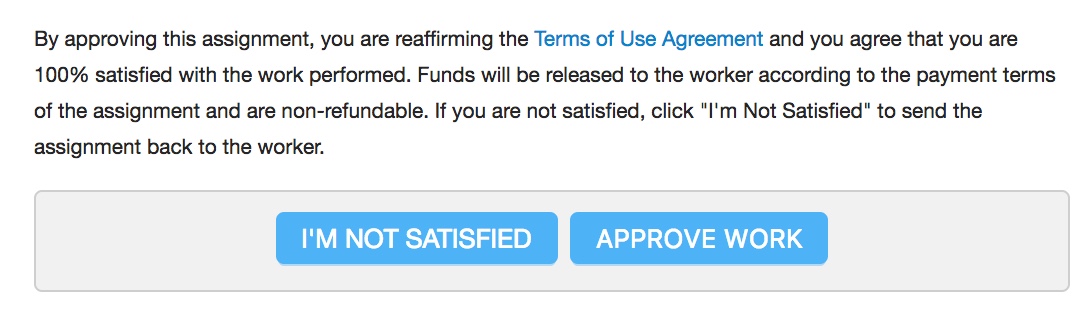 By approving this assignment, you are reaffirming the Terms of Use Agreement and you agree that you are
100% satisfied with the work performed. Funds will be released to the worker according to the payment terms
of the assignment and are non-refundable. If you are not satisfied, click "I'm Not Satisfied" to send the
assignment back to the worker.
I'M NOT SATISFIED
APPROVE WORK